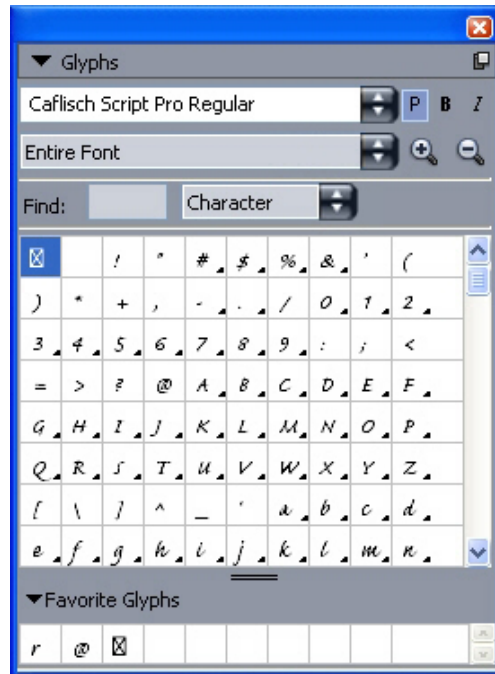 Glyphs
Caflisch Script Pro Regular P B I
Entire Font
Find: Character
! " # $ % & ' (
) * + , - . / 0 1 2
3 4 5 6 7 8 9 : ; <
= > ? @ A B C D E F
G H I J K L M N O P
Q R S T U V W X Y Z
[ \ ] ^ _ ` a b c d
e f g h i j k l m n
Favorite Glyphs
r @